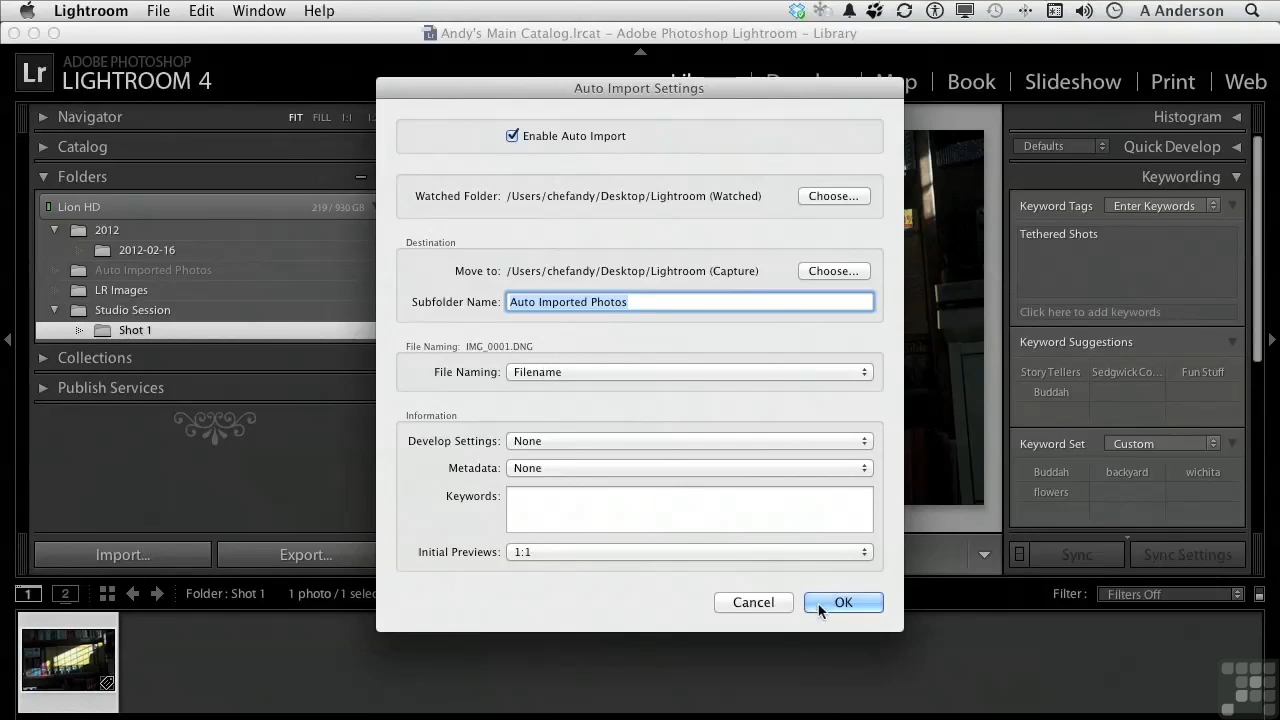 Lightroom File Edit Window Help A Anderson
Andy's Main Catalog.lrcat – Adobe Photoshop Lightroom – Library
Lr ADOBE PHOTOSHOP
LIGHTROOM 4
Book Slideshow Print Web
Auto Import Settings
Navigator FIT FILL 1:1
Catalog
Folders
Lion HD 219 / 930 GB
2012
2012-02-16
Auto Imported Photos
LR Images
Studio Session
Shot 1
Collections
Publish Services
Import... Export...
Enable Auto Import
Watched Folder: /Users/chefandy/Desktop/Lightroom (Watched) Choose...
Destination
Move to: /Users/chefandy/Desktop/Lightroom (Capture) Choose...
Subfolder Name: Auto Imported Photos
File Naming: IMG_0001.DNG
File Naming: Filename
Information
Develop Settings: None
Metadata: None
Keywords:
Initial Previews: 1:1
Cancel OK
Histogram
Defaults Quick Develop
Keywording
Keyword Tags Enter Keywords
Tethered Shots
Click here to add keywords
Keyword Suggestions
Story Tellers Sedgwick Co... Fun Stuff
Buddah
Keyword Set Custom
Buddah backyard wichita
flowers
Sync Sync Settings
1 2 Folder : Shot 1 1 photo / 1 selec Filter : Filters Off